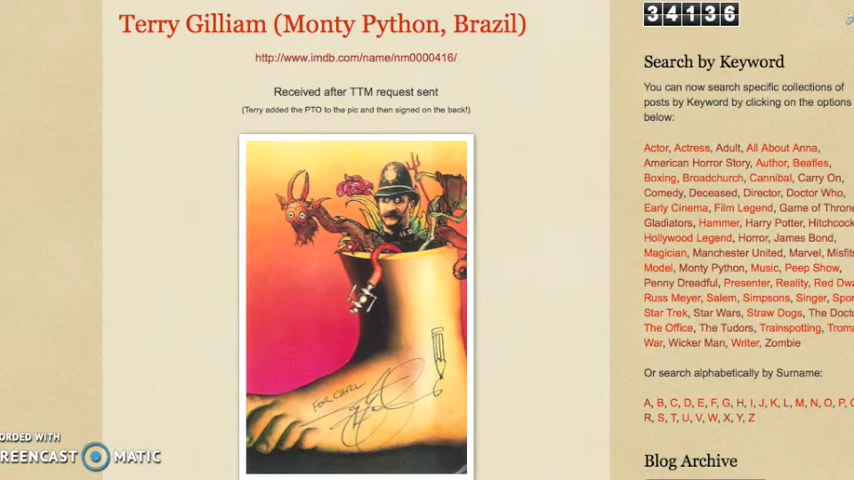 Terry Gilliam (Monty Python, Brazil)
http://www.imdb.com/name/nm0000416/
Received after TTM request sent
(Terry added the PTO to the pic and then signed on the back!)
FOR CARL
34136
Search by Keyword
You can now search specific collections of
posts by Keyword by clicking on the options
below:
Actor, Actress, Adult, All About Anna,
American Horror Story, Author, Beatles,
Boxing, Broadchurch, Cannibal, Carry On,
Comedy, Deceased, Director, Doctor Who,
Early Cinema, Film Legend, Game of Throne
Gladiators, Hammer, Harry Potter, Hitchcock
Hollywood Legend, Horror, James Bond,
Magician, Manchester United, Marvel, Misfits
Model, Monty Python, Music, Peep Show,
Penny Dreadful, Presenter, Reality, Red Dwa
Russ Meyer, Salem, Simpsons, Singer, Spor
Star Trek, Star Wars, Straw Dogs, The Docto
The Office, The Tudors, Trainspotting, Troma
War, Wicker Man, Writer, Zombie
Or search alphabetically by Surname:
A, B, C, D, E, F, G, H, I, J, K, L, M, N, O, P, Q
R, S, T, U, V, W, X, Y, Z
Blog Archive
ORDED WITH
REENCAST MATIC